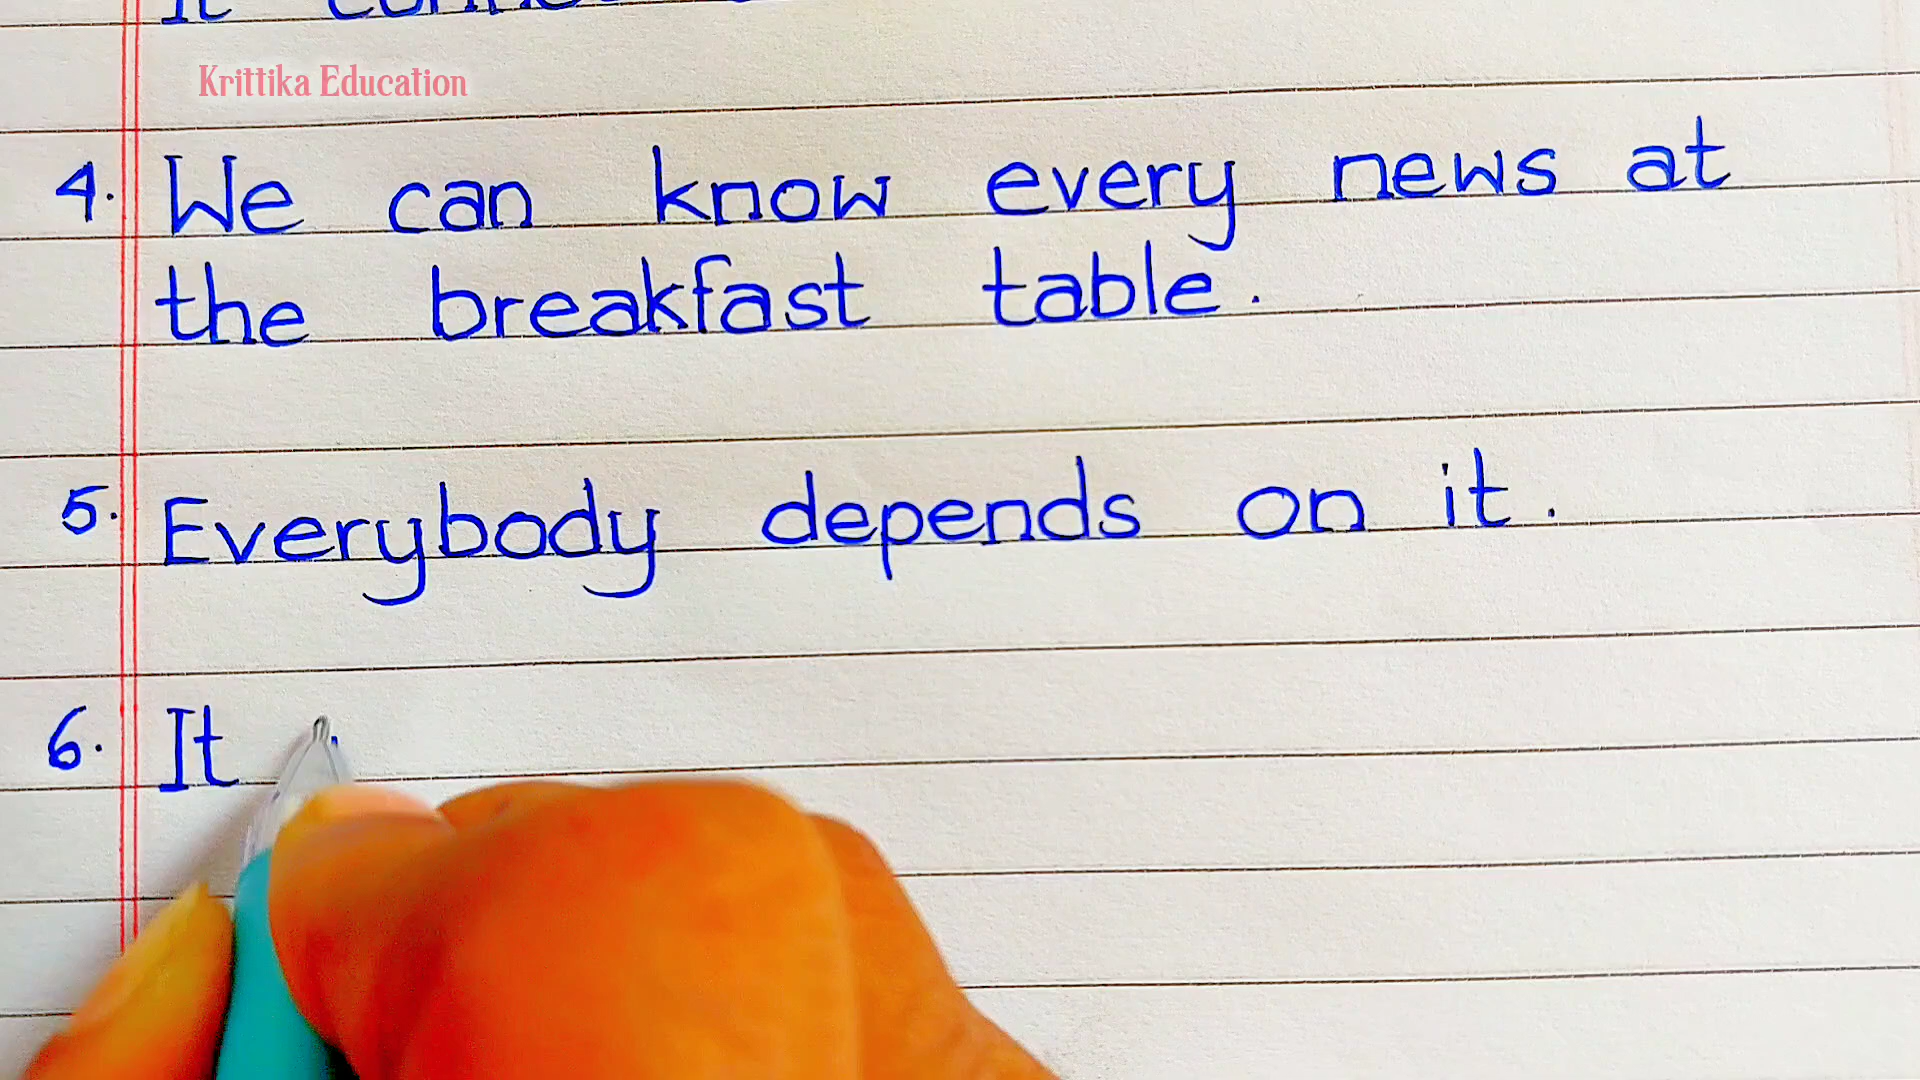 It
Krittika Education
4. We can know every news at
the breakfast table.
5. Everybody depends on it.
6. It